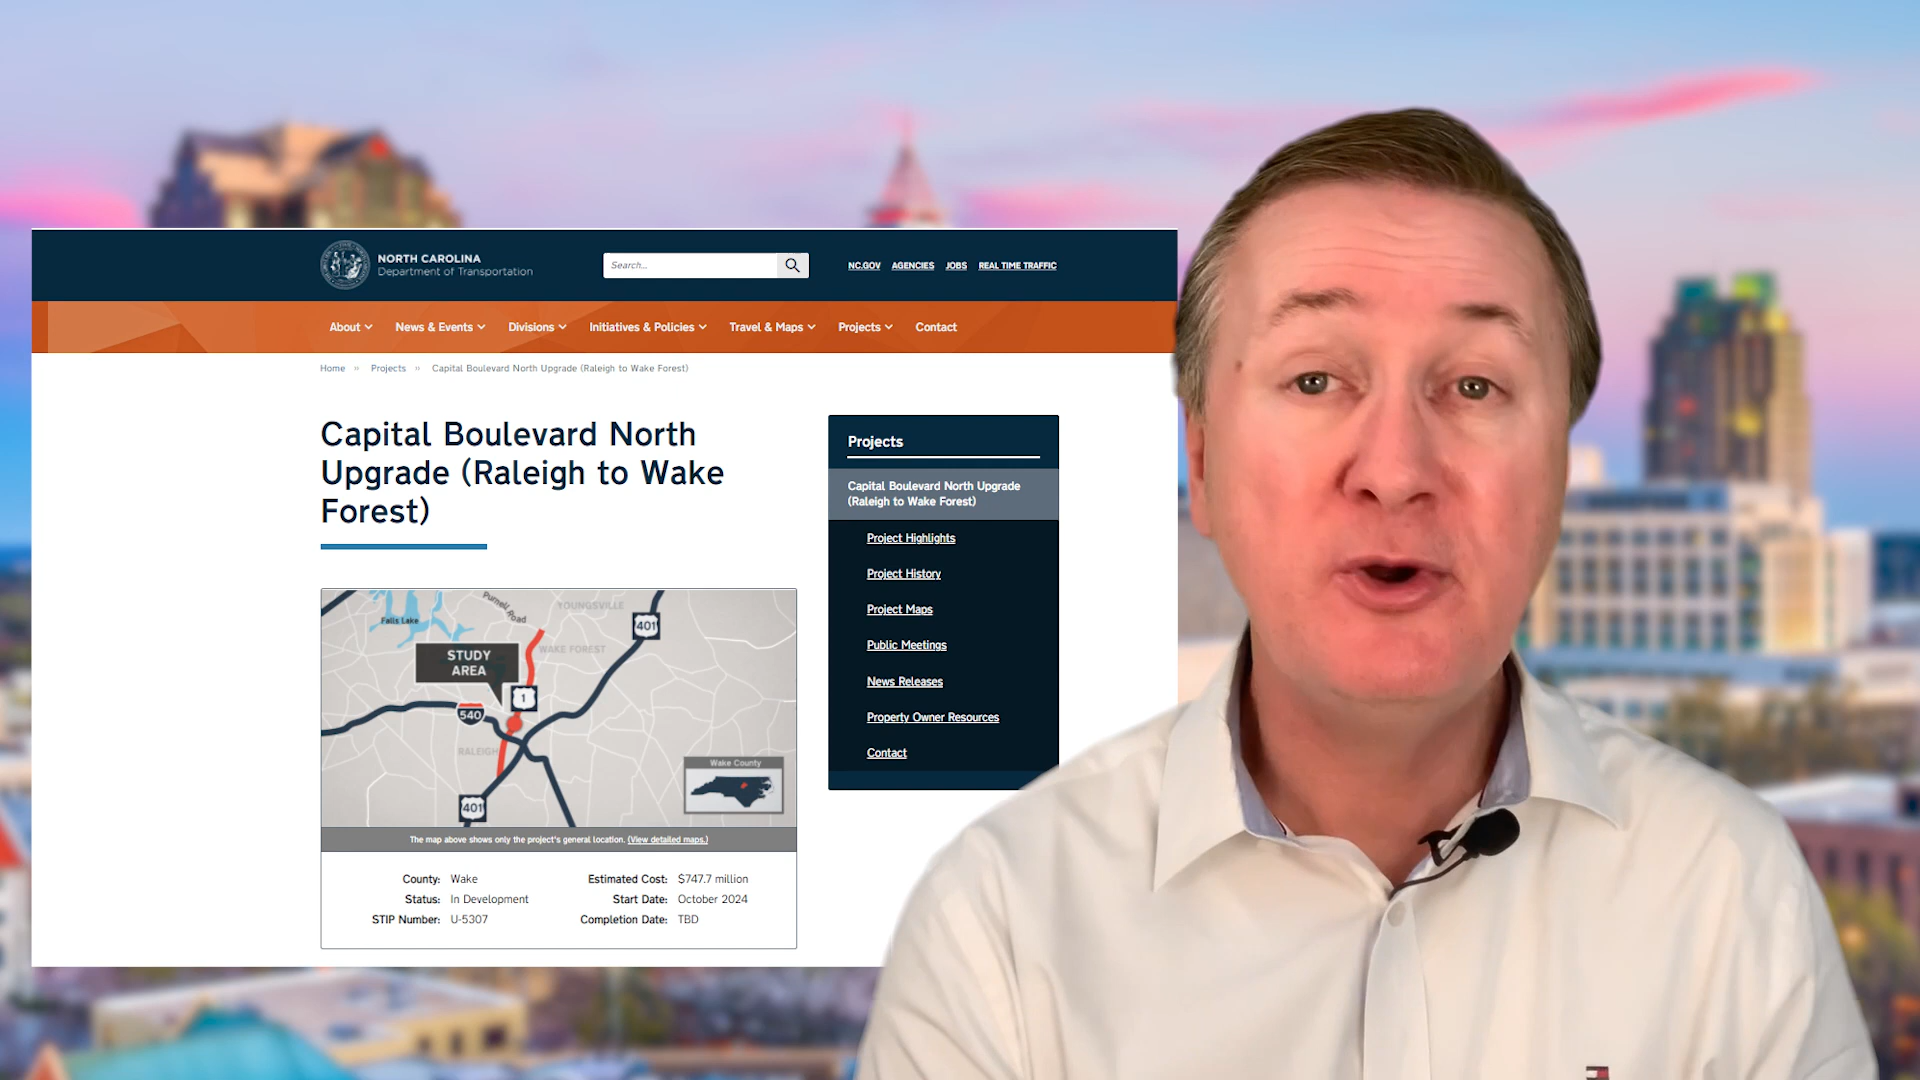 NORTH CAROLINA
Department of Transportation
Search...
NC.GOV AGENCIES JOBS REAL TIME TRAFFIC
About News & Events Divisions Initiatives & Policies Travel & Maps Projects Contact
Home » Projects » Capital Boulevard North Upgrade (Raleigh to Wake Forest)
Capital Boulevard North
Upgrade (Raleigh to Wake
Forest)
Purnell Road
YOUNGSVILLE
Falls Lake
401
WAKE FOREST
STUDY
AREA
1
540
RALEIGH
Wake County
401
The map above shows only the project's general location. (View detailed maps.)
County: Wake
Status: In Development
STIP Number: U-5307
Estimated Cost: $747.7 million
Start Date: October 2024
Completion Date: TBD
Projects
Capital Boulevard North Upgrade
(Raleigh to Wake Forest)
Project Highlights
Project History
Project Maps
Public Meetings
News Releases
Property Owner Resources
Contact